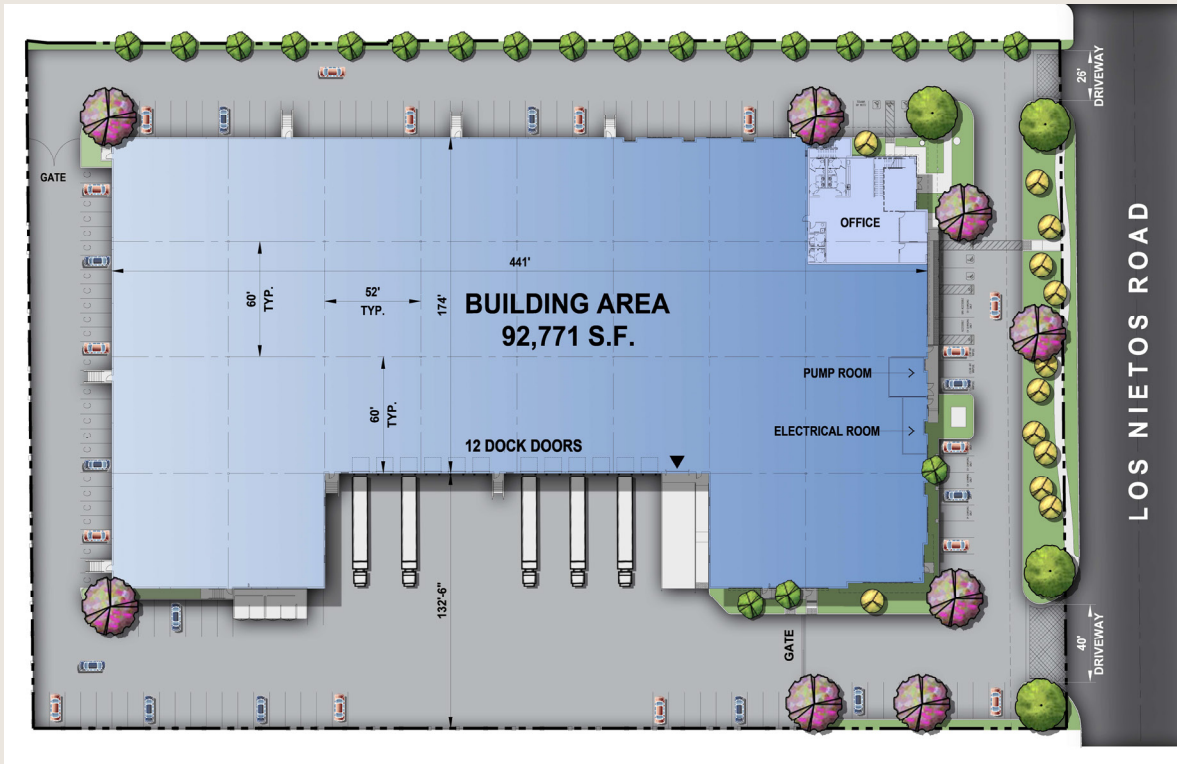 26'
DRIVEWAY
GATE
OFFICE
441'
60'
TYP.
52'
TYP.
174'
BUILDING AREA
92,771 S.F.
LOS NIETOS ROAD
PUMP ROOM
60'
TYP.
ELECTRICAL ROOM
12 DOCK DOORS
132'-6"
GATE
40'
DRIVEWAY